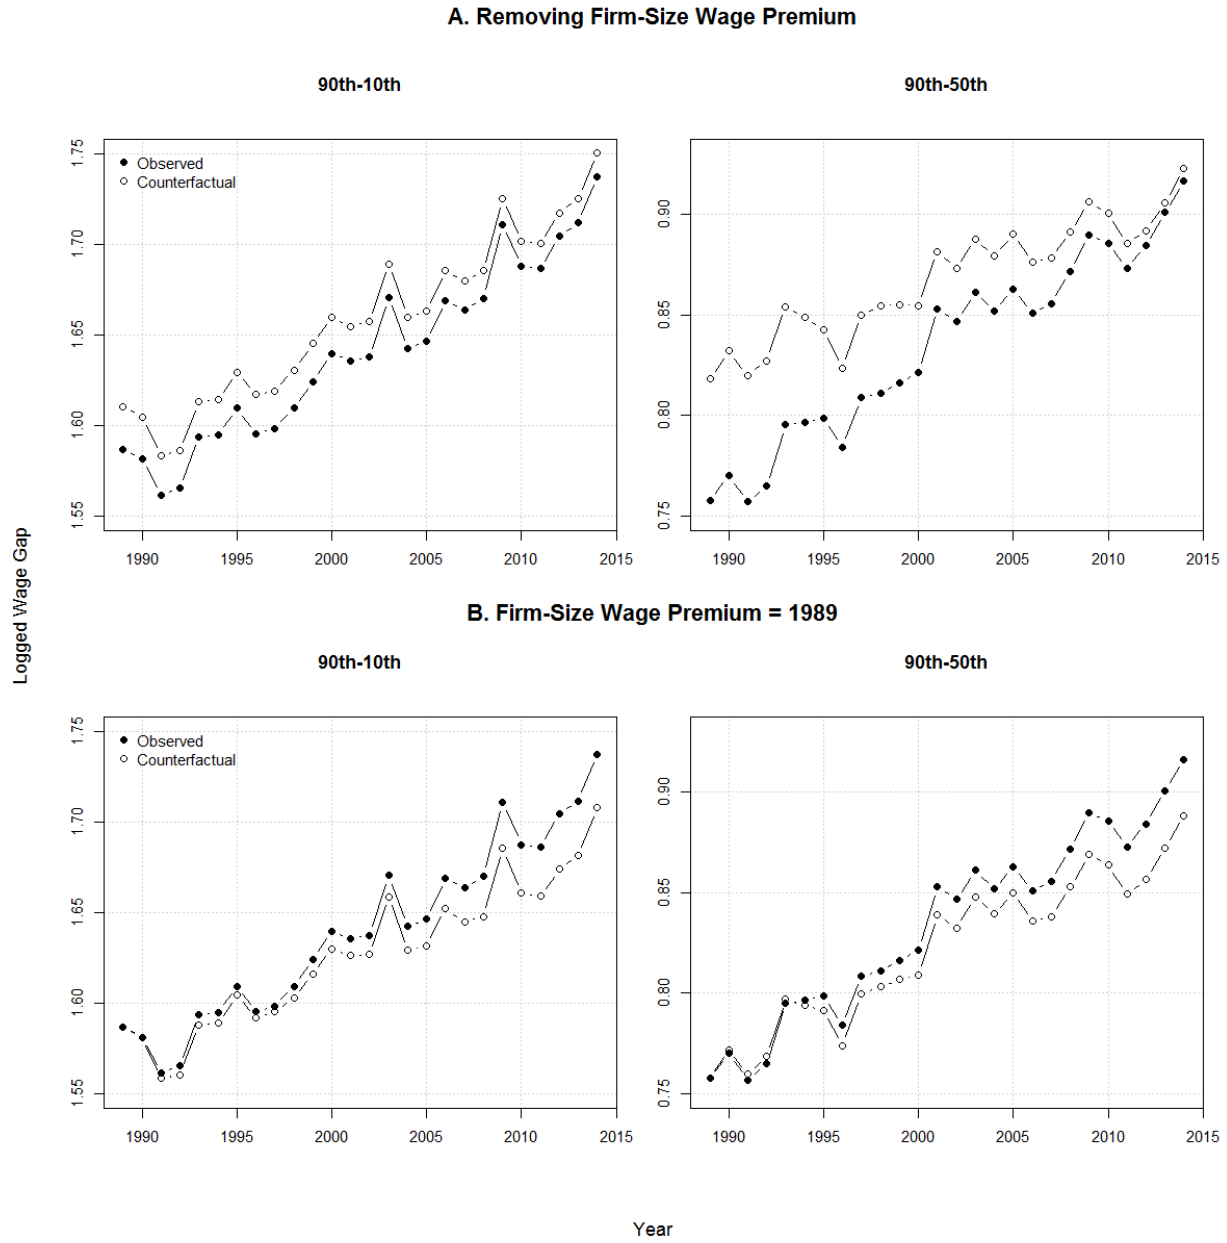 A. Removing Firm-Size Wage Premium
90th-10th
90th-50th
Observed
Counterfactual
1.75
1.70
1.65
1.60
1.55
0.90
0.85
0.80
0.75
1990 1995 2000 2005 2010 2015
1990 1995 2000 2005 2010 2015
Logged Wage Gap
B. Firm-Size Wage Premium = 1989
90th-10th
90th-50th
Observed
Counterfactual
1.75
1.70
1.65
1.60
1.55
0.90
0.85
0.80
0.75
1990 1995 2000 2005 2010 2015
1990 1995 2000 2005 2010 2015
Year